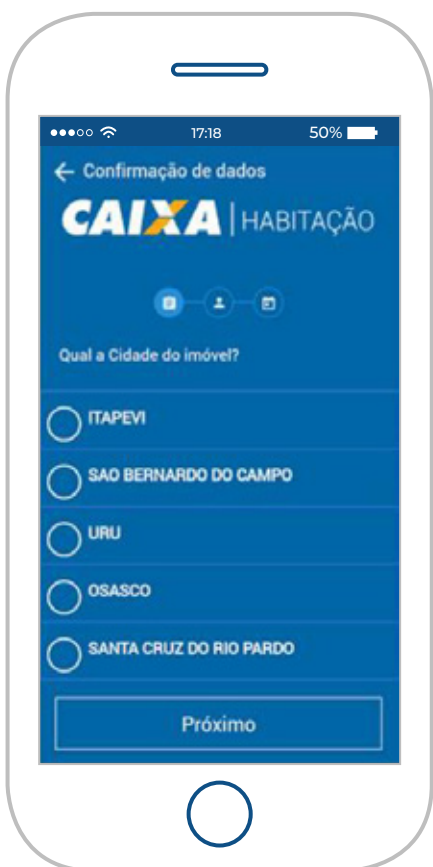 17:18 50%
← Confirmação de dados
CAIXA | HABITAÇÃO
Qual a Cidade do imóvel?
ITAPEVI
SAO BERNARDO DO CAMPO
URU
OSASCO
SANTA CRUZ DO RIO PARDO
Próximo